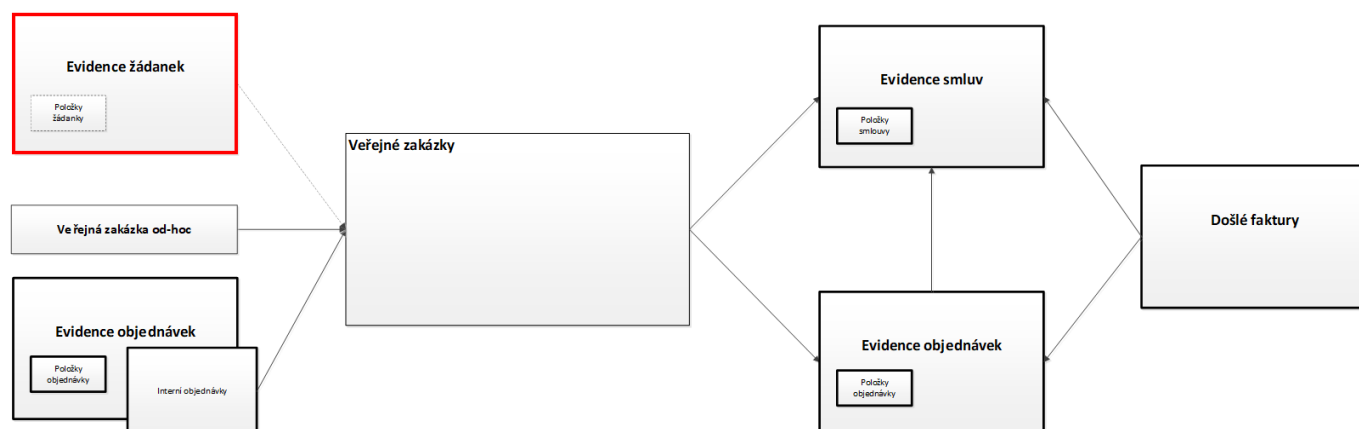 Evidence žádanek
Položky
žádanky
Veřejná zakázka od-hoc
Evidence objednávek
Položky
objednávky
Interní objednávky
Veřejné zakázky
Evidence smluv
Položky
smlouvy
Evidence objednávek
Položky
objednávky
Došlé faktury